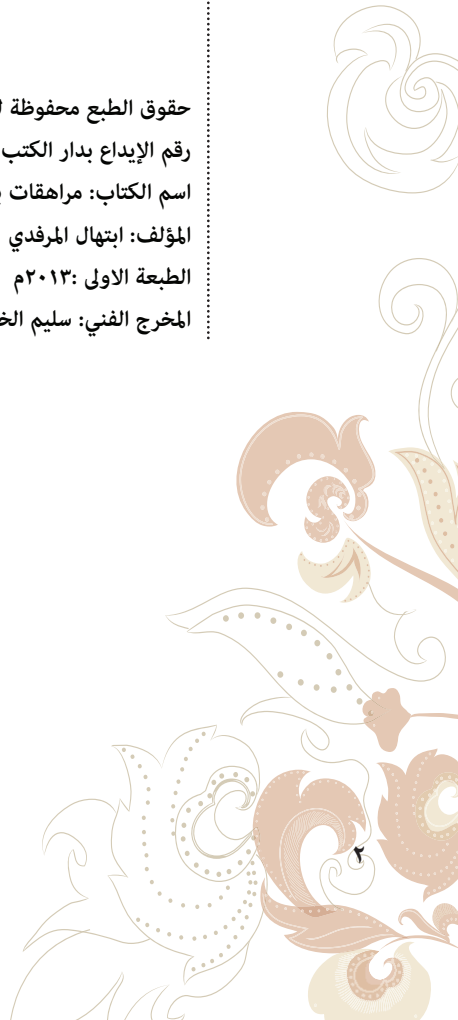 حقوق الطبع محفوظة
رقم الإيداع بدار الكتب
اسم الكتاب: مراهقات
المؤلف: ابتهال المرفدي
الطبعة الاولى :٢٠١٣م
المخرج الفني: سليم
٢